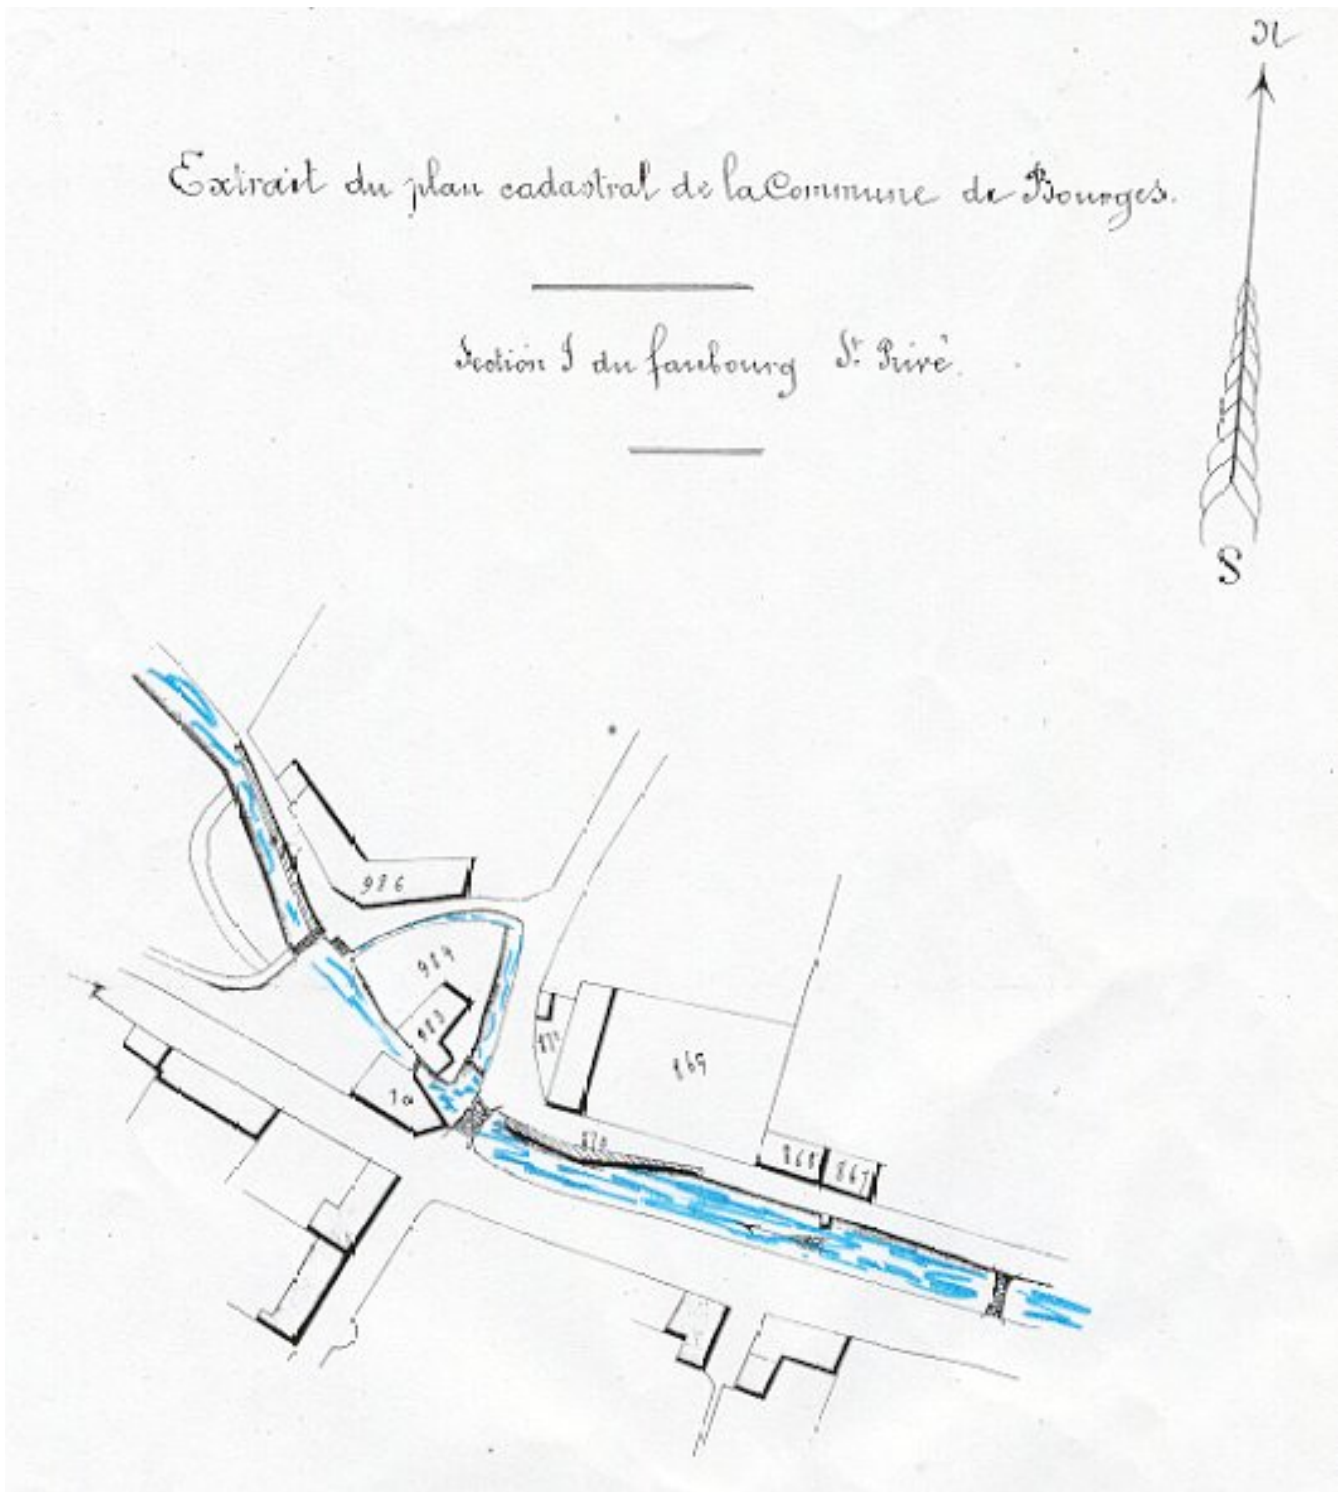 N
Extrait du plan cadastral de la Commune de Bourges.
Section I du faubourg St. Privé.
S
986
984
983
871
869
1a
870
868
867